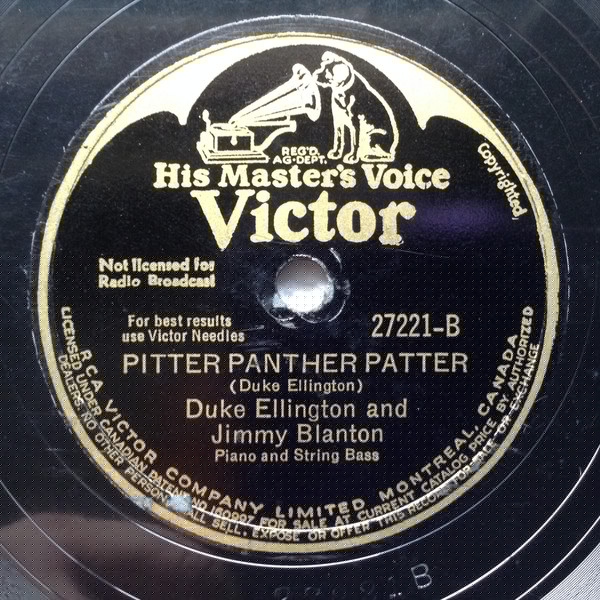 REG'D.
AG-DEPT.
His Master's Voice
Victor
Copyrighted,
Not licensed for
Radio Broadcast
For best results
use Victor Needles
27221-B
PITTER PANTHER PATTER
(Duke Ellington)
Duke Ellington and
Jimmy Blanton
Piano and String Bass
RCA VICTOR COMPANY LIMITED MONTREAL, CANADA
LICENSED UNDER CANADIAN PATENT NO 160997 FOR SALE AT CURRENT CATALOG PRICE BY AUTHORIZED
DEALERS. NO OTHER PERSON SHALL SELL, EXPOSE OR OFFER THIS RECORD FOR SALE OR EXCHANGE
B